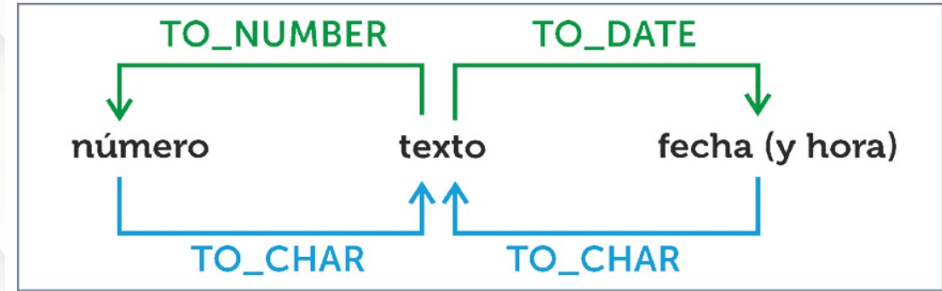 TO_NUMBER TO_DATE
número texto fecha (y hora)
TO_CHAR TO_CHAR